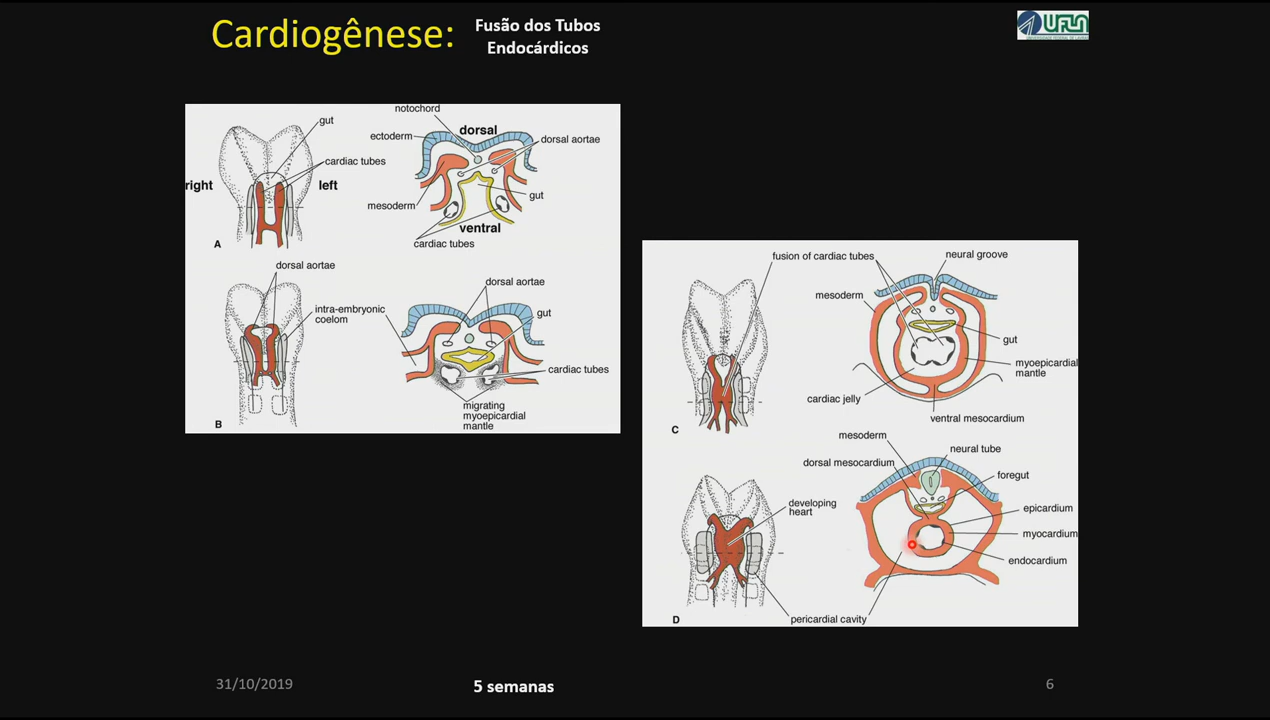 Cardiogênese:
Fusão dos Tubos
Endocárdicos
UFLA
notochord
gut
ectoderm
dorsal
dorsal aortae
cardiac tubes
right
left
gut
mesoderm
ventral
A
cardiac tubes
dorsal aortae
dorsal aortae
intra-embryonic
coelom
gut
cardiac tubes
migrating
myoepicardial
mantle
B
fusion of cardiac tubes
neural groove
mesoderm
gut
myoepicardial
mantle
cardiac jelly
ventral mesocardium
C
mesoderm
neural tube
dorsal mesocardium
foregut
developing
heart
epicardium
myocardium
endocardium
pericardial cavity
D
31/10/2019
5 semanas
6